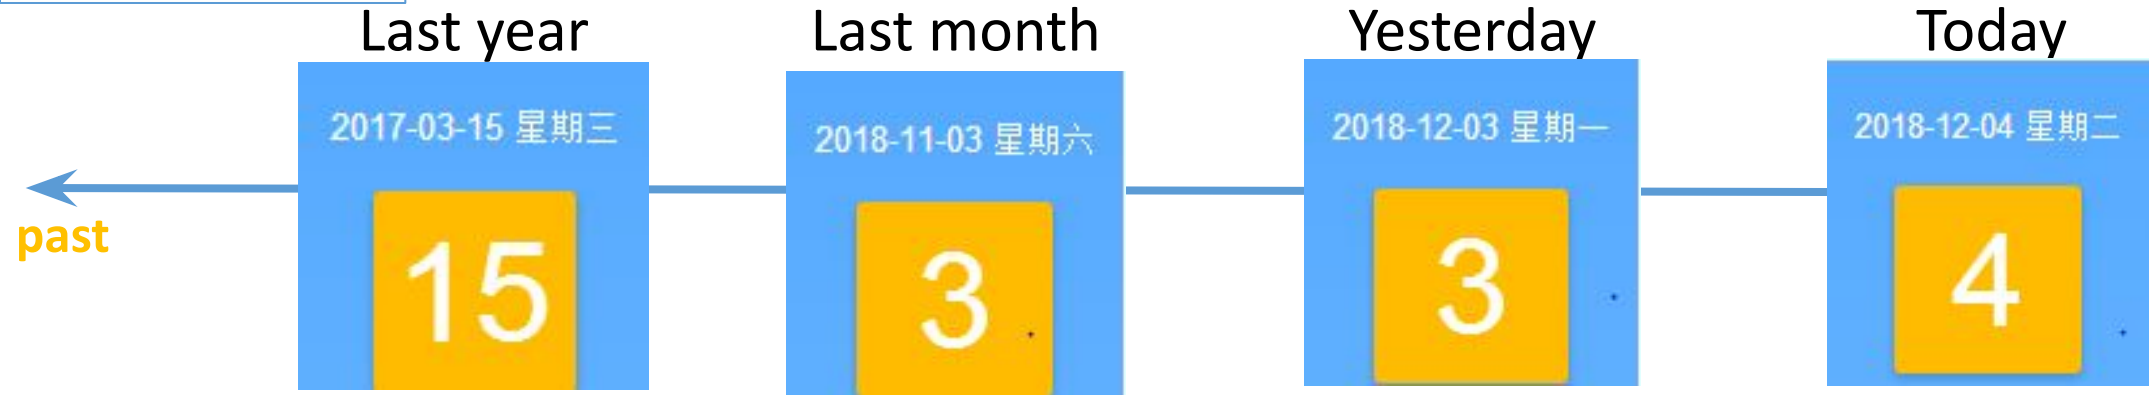 Last year
Last month
Yesterday
Today
2017-03-15 星期三
2018-11-03 星期六
2018-12-03 星期一
2018-12-04 星期二
past
15
3
3
4